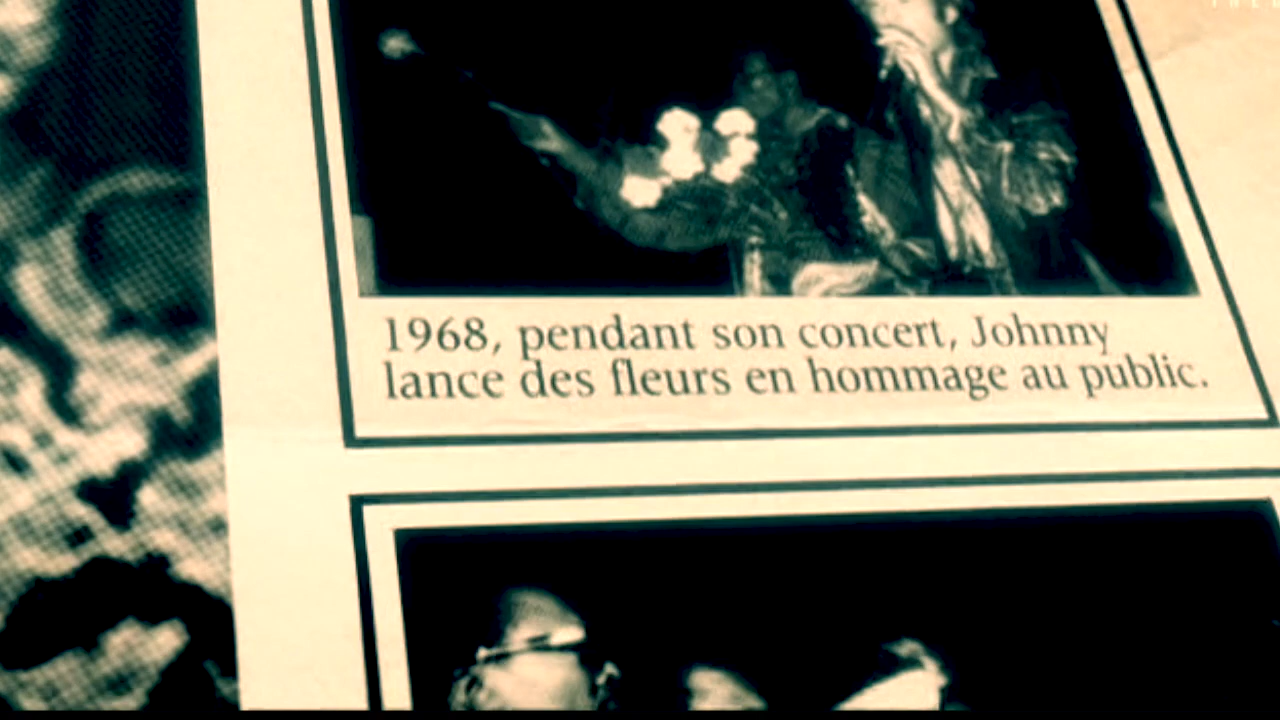 1968, pendant son concert, Johnny
lance des fleurs en hommage au public.